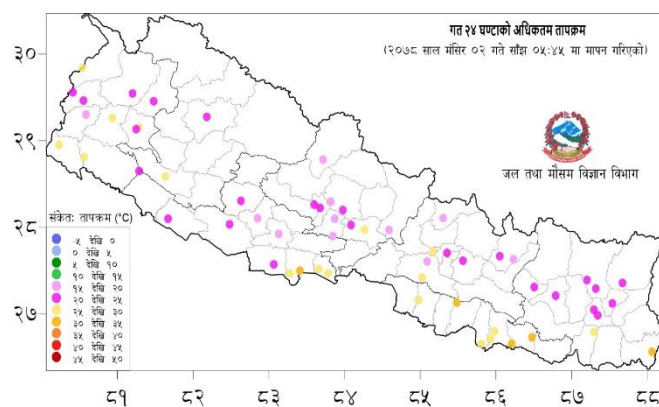 गत २४ घण्टाको अधिकतम तापक्रम
(२०७८ साल मंसिर ०२ गते साँझ ०५:४५ मा मापन गरिएको)
जल तथा मौसम विज्ञान विभाग
३०
२९
२८
२७
संकेतः तापक्रम (°C)
-५ देखि ०
० देखि ५
५ देखि १०
१० देखि १५
१५ देखि २०
२० देखि २५
२५ देखि ३०
३० देखि ३५
३५ देखि ४०
४० देखि ४५
४५ देखि ५०
८१ ८२ ८३ ८४ ८५ ८६ ८७ ८८